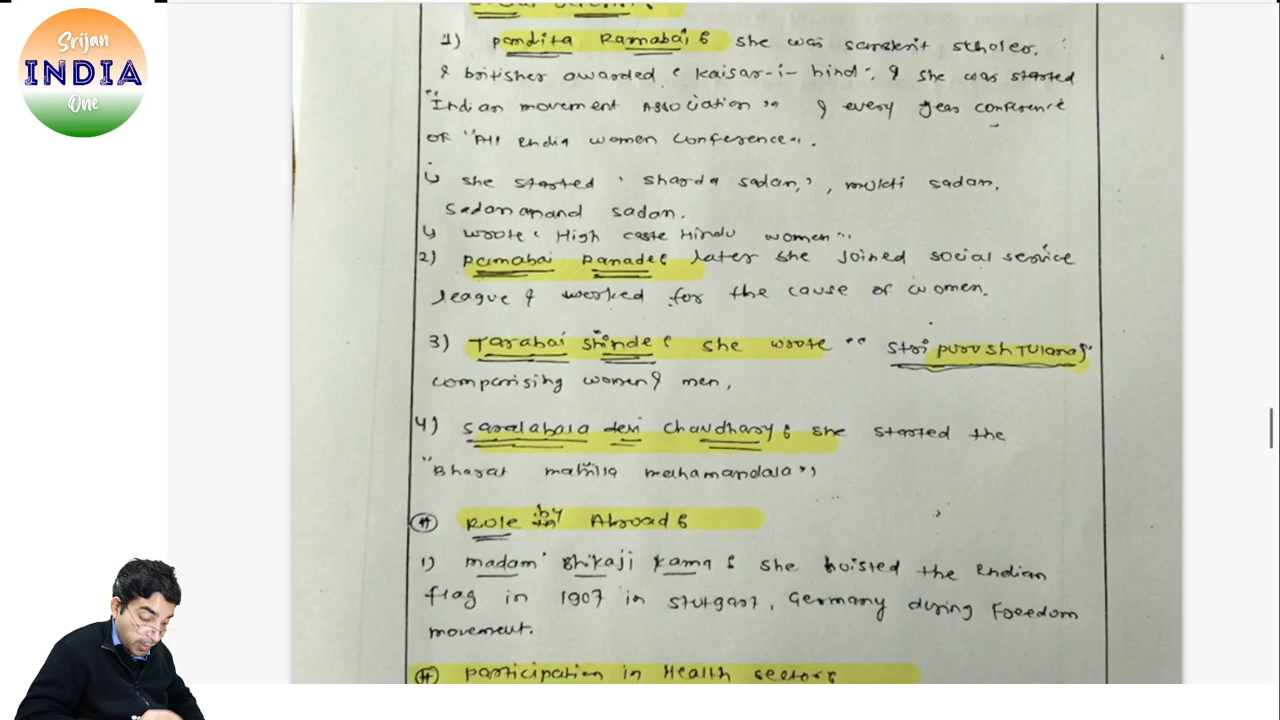 Srijan
INDIA
One
1) pandita Ramabai : she was sanskrit scholer.
& britisher awarded ' kaisar-i-hind', & she was started
"Indian movement Association" & every year conference
of "All India women conference".
↳ she started ' sharda sadan,', mukti sadan,
sadanamand sadan.
↳ wrote ' High caste Hindu women".
2) Ramabai Ranade : later she joined social service
league & worked for the cause of women.
3) Tarabai shinde : she wrote " stri purush Tulana"
comparising women & men,
4) saralabala devi chaudhary : she started the
"Bharat mahila mahamandala",
(#) Role by Abroad :
1) madam Bhikaji kama : she hoisted the Indian
flag in 1907 in Stutgart, Germany during Freedom
movement.
(#) participation in Health sector :